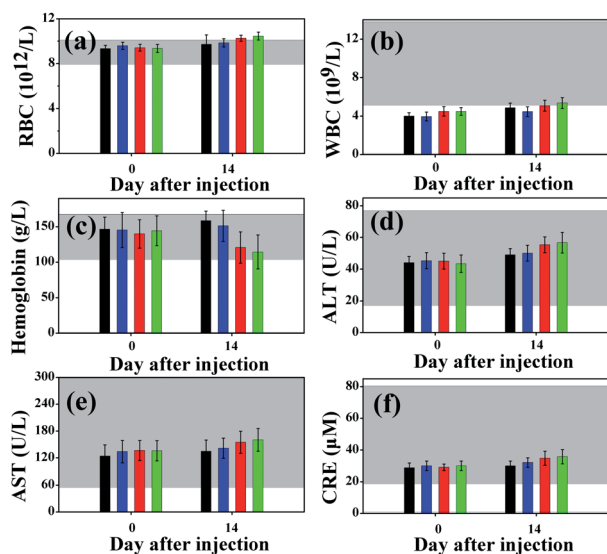 (a)
RBC (10¹²/L)
12
8
4
0
0
14
Day after injection
(b)
WBC (10⁹/L)
12
8
4
0
0
14
Day after injection
(c)
Hemoglobin (g/L)
150
100
50
0
0
14
Day after injection
(d)
ALT (U/L)
80
60
40
20
0
0
14
Day after injection
(e)
AST (U/L)
300
240
180
120
60
0
0
14
Day after injection
(f)
CRE (µM)
80
60
40
20
0
0
14
Day after injection